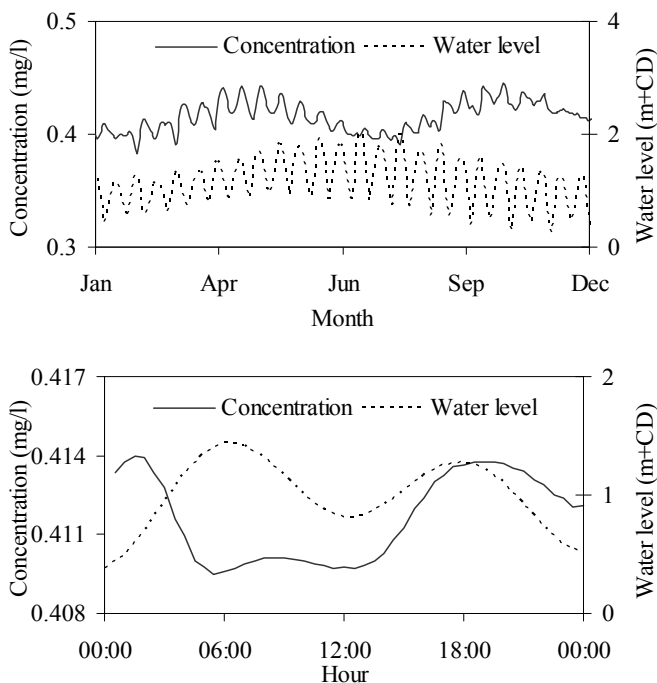 Concentration (mg/l)
0.5
0.4
0.3
Concentration
Water level
4
2
0
Water level (m+CD)
Jan
Apr
Jun
Sep
Dec
Month
Concentration (mg/l)
0.417
0.414
0.411
0.408
Concentration
Water level
2
1
0
Water level (m+CD)
00:00
06:00
12:00
18:00
00:00
Hour